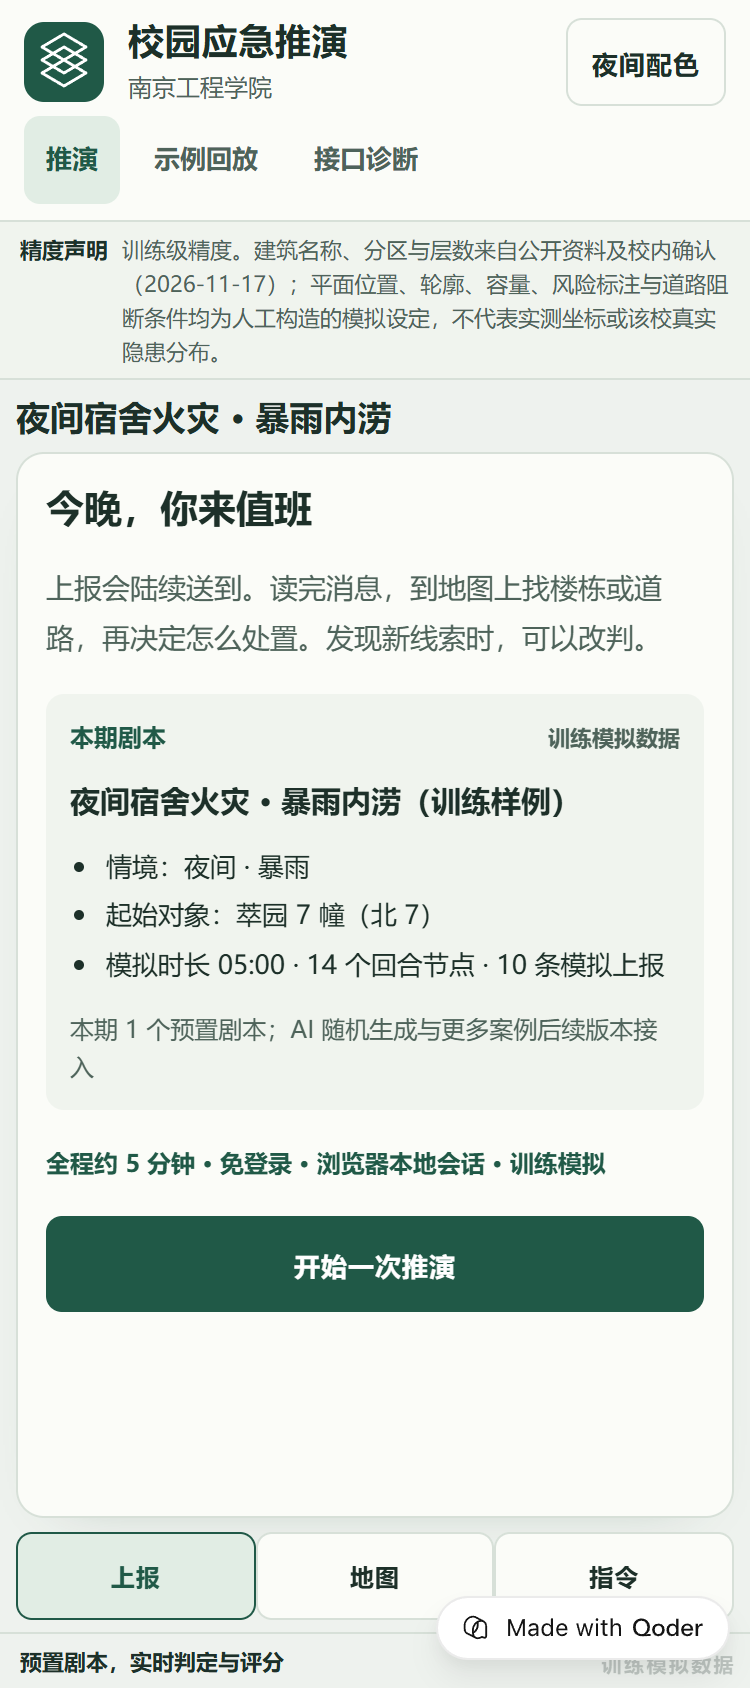 校园应急推演
南京工程学院
夜间配色
推演
示例回放
接口诊断
精度声明 训练级精度。建筑名称、分区与层数来自公开资料及校内确认
（2026-11-17）；平面位置、轮廓、容量、风险标注与道路阻
断条件均为人工构造的模拟设定，不代表实测坐标或该校真实
隐患分布。
夜间宿舍火灾·暴雨内涝
今晚，你来值班
上报会陆续送到。读完消息，到地图上找楼栋或道
路，再决定怎么处置。发现新线索时，可以改判。
本期剧本
训练模拟数据
夜间宿舍火灾·暴雨内涝（训练样例）
• 情境：夜间·暴雨
• 起始对象：萃园 7 幢（北 7）
• 模拟时长 05:00 · 14 个回合节点 · 10 条模拟上报
本期 1 个预置剧本；AI 随机生成与更多案例后续版本接
入
全程约 5 分钟·免登录·浏览器本地会话·训练模拟
开始一次推演
上报
地图
指令
Made with Qoder
预置剧本，实时判定与评分
训练模拟数据